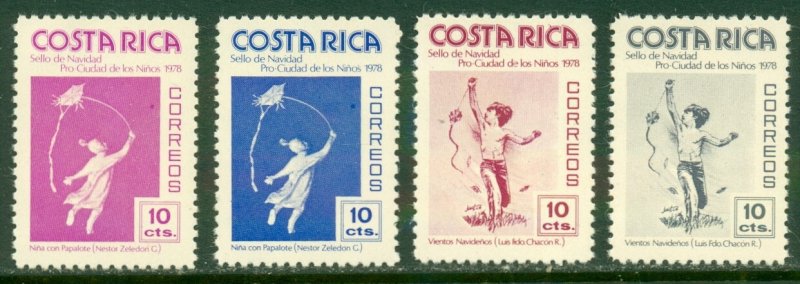 COSTA RICA
Sello de Navidad
Pro-Ciudad de los Niños 1978
CORREOS
10
cts.
Niña con Papalote (Nestor Zeledon G.)
COSTA RICA
Sello de Navidad
Pro-Ciudad de los Niños 1978
CORREOS
10
cts.
Niña con Papalote (Nestor Zeledon G.)
COSTA RICA
Sello de Navidad
Pro-Ciudad de los Niños 1978
CORREOS
10
cts.
Vientos Navideños (Luis Fdo. Chacón R.)
COSTA RICA
Sello de Navidad
Pro-Ciudad de los Niños 1978
CORREOS
10
cts.
Vientos Navideños (Luis Fdo. Chacón R.)